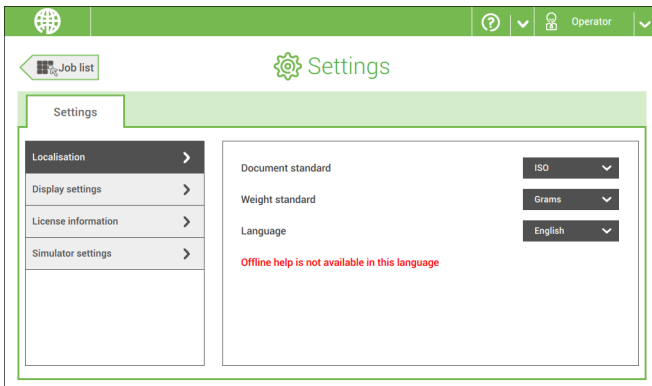 Operator
Job list
Settings
Settings
Localisation
Display settings
License information
Simulator settings
Document standard
ISO
Weight standard
Grams
Language
English
Offline help is not available in this language